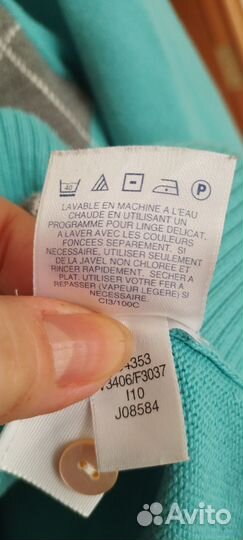 40 P
LAVABLE EN MACHINE A L'EAU
CHAUDE EN UTILISANT UN
PROGRAMME POUR LINGE DELICAT.
A LAVER AVEC LES COULEURS
FONCEES SEPAREMENT. SI
NECESSAIRE, UTILISER SEULEMENT
DE LA JAVEL NON CHLOREE ET
RINCER RAPIDEMENT. SECHER A
PLAT. UTILISER UN FER A
REPASSER (VAPEUR LEGERE) SI
NECESSAIRE.
CI3/100C
4353
3406/F3037
I10
J08584
Avito